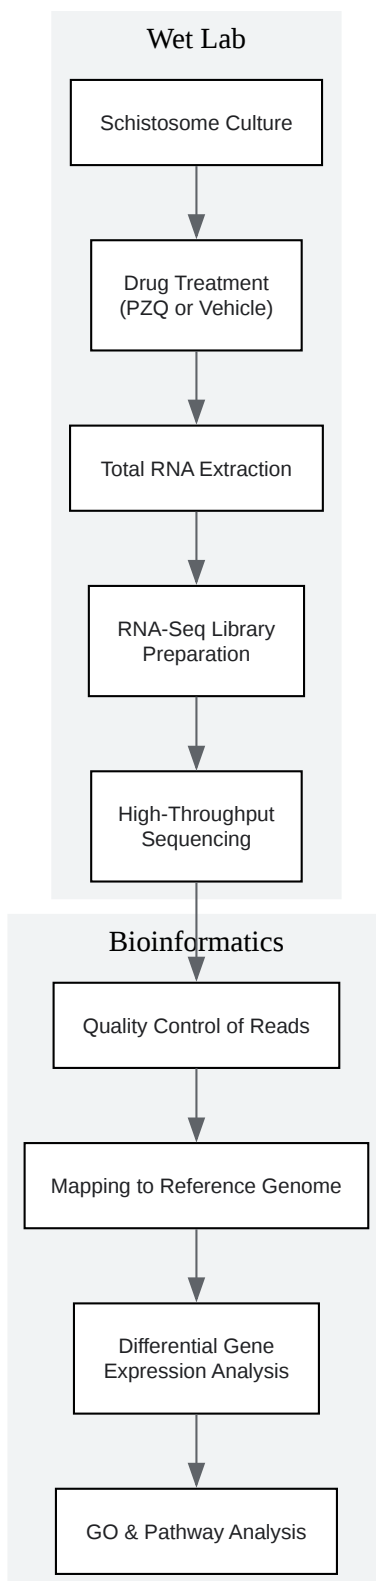 Wet Lab
Schistosome Culture
Drug Treatment
(PZQ or Vehicle)
Total RNA Extraction
RNA-Seq Library
Preparation
High-Throughput
Sequencing
Bioinformatics
Quality Control of Reads
Mapping to Reference Genome
Differential Gene
Expression Analysis
GO & Pathway Analysis